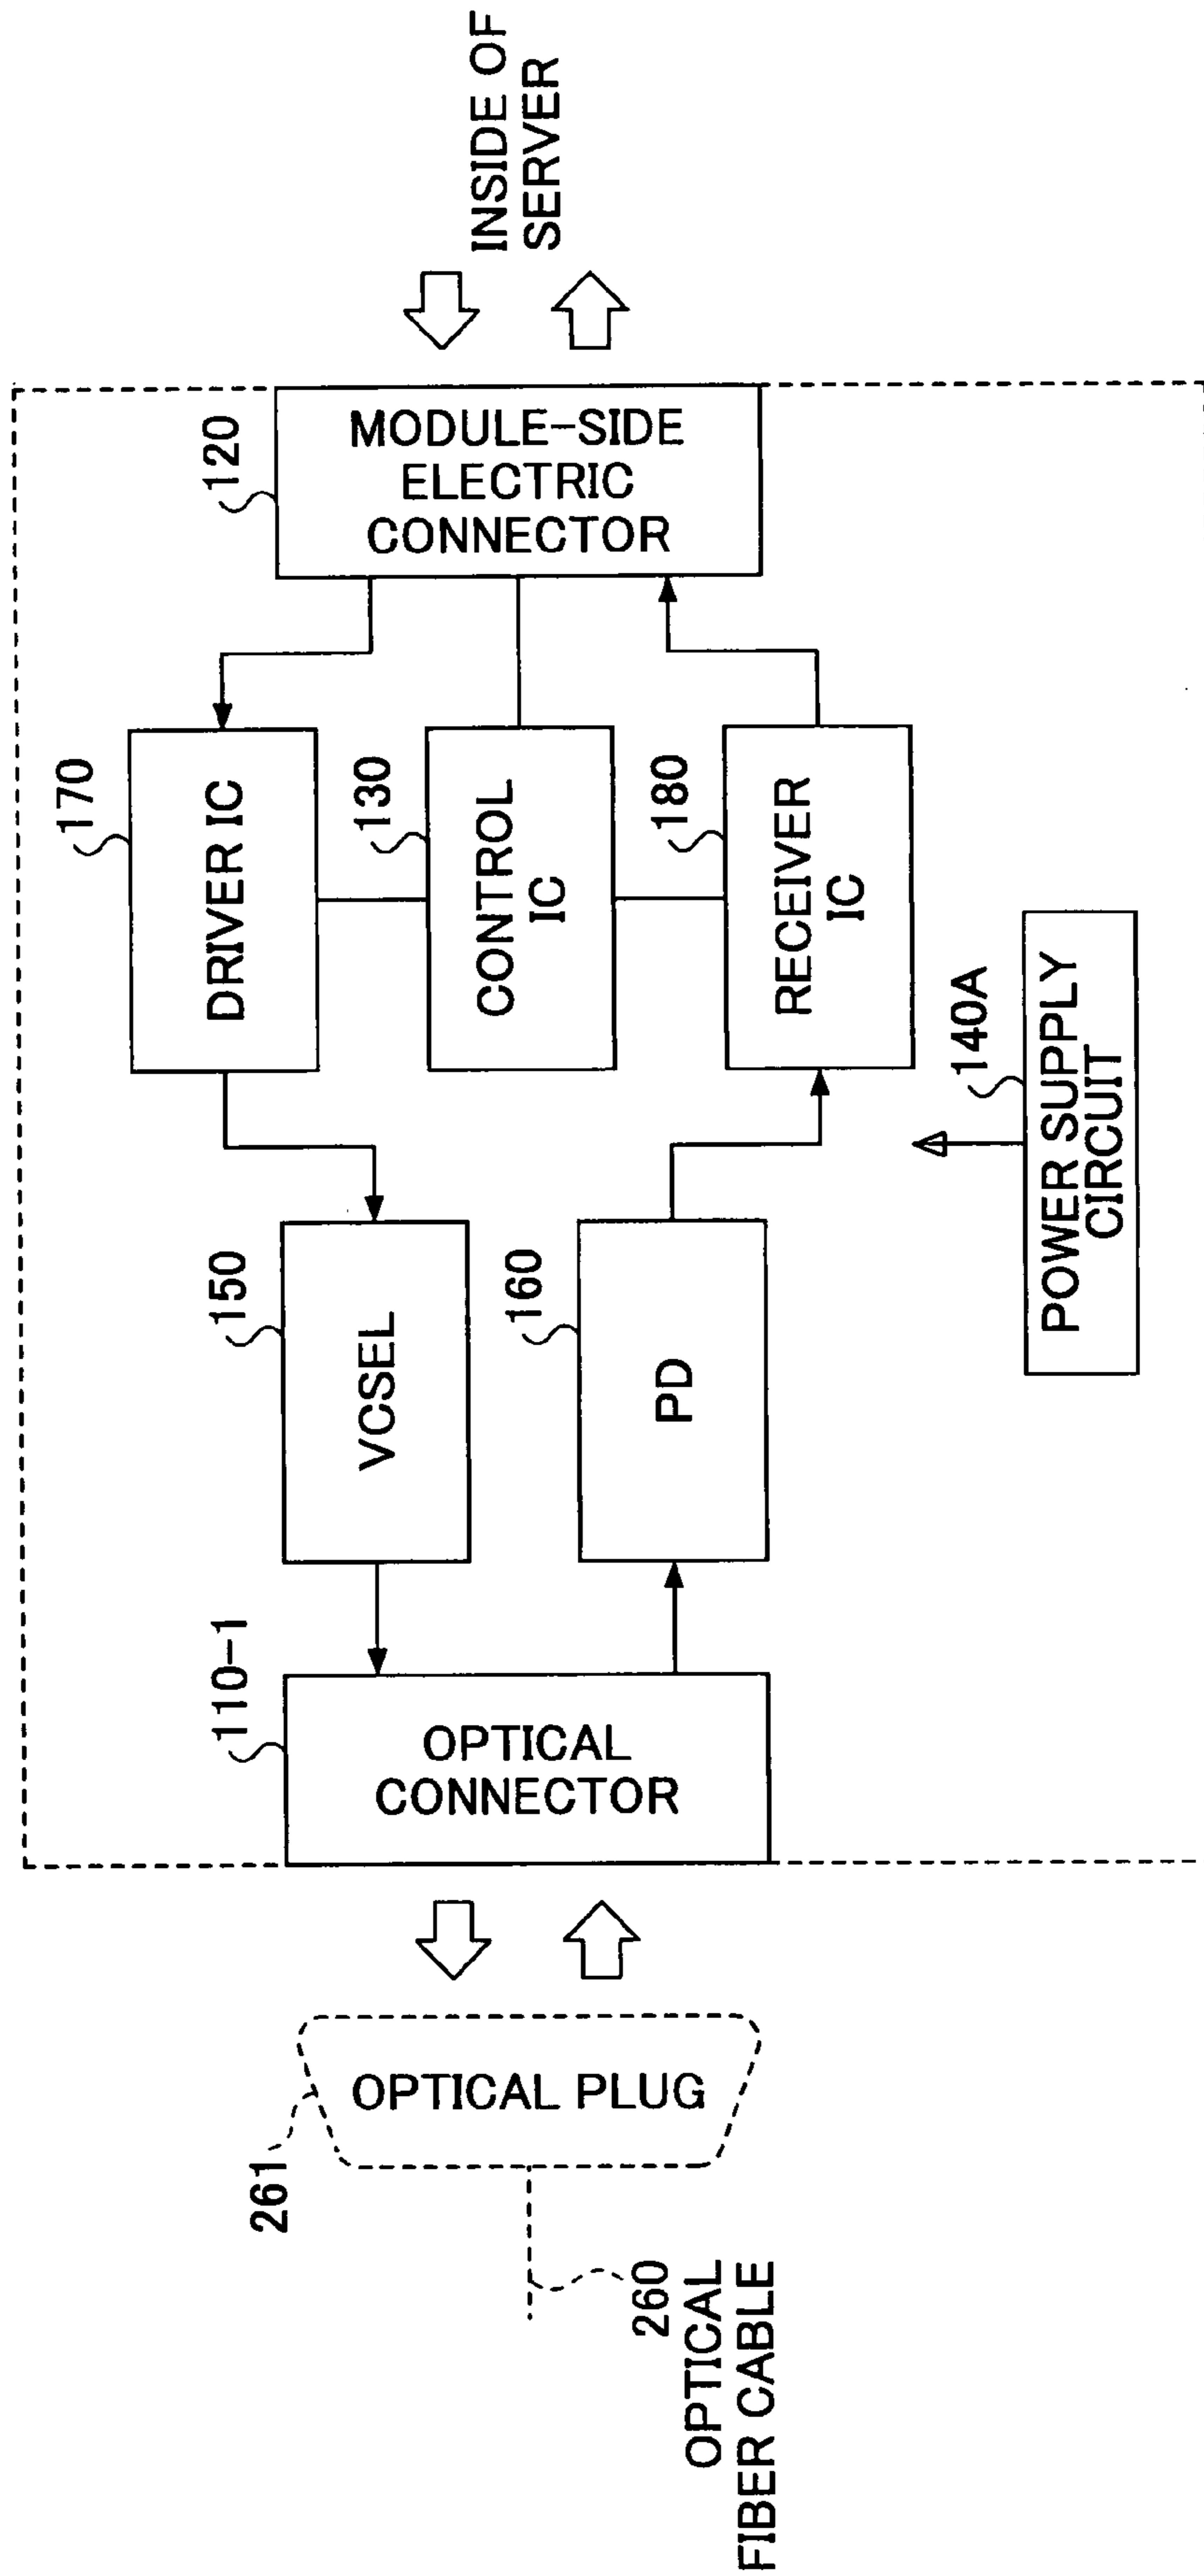 INSIDE OF
SERVER
120
MODULE-SIDE
ELECTRIC
CONNECTOR
170
DRIVER IC
130
CONTROL
IC
180
RECEIVER
IC
140A
POWER SUPPLY
CIRCUIT
150
VCSEL
160
PD
110-1
OPTICAL
CONNECTOR
261
OPTICAL PLUG
260
OPTICAL
FIBER CABLE